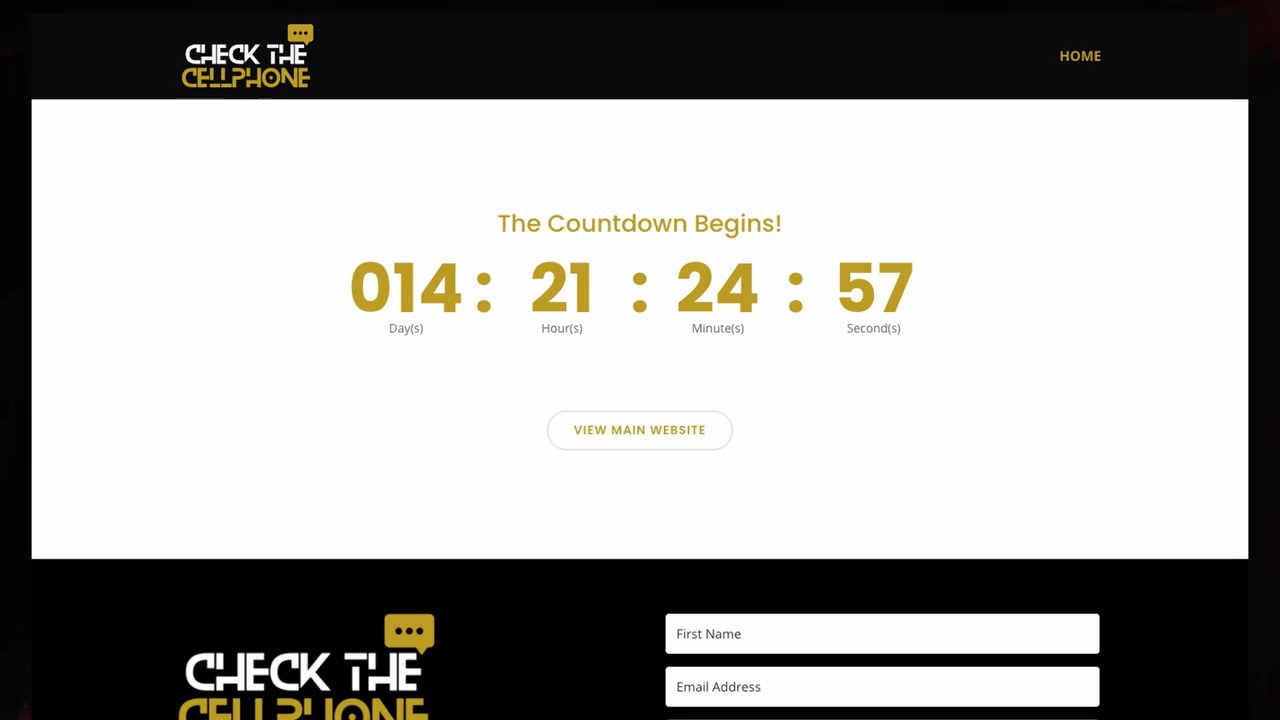 CHECK THE
CELLPHONE
HOME
The Countdown Begins!
014 : 21 : 24 : 57
Day(s) Hour(s) Minute(s) Second(s)
VIEW MAIN WEBSITE
CHECK THE
CELLPHONE
First Name
Email Address